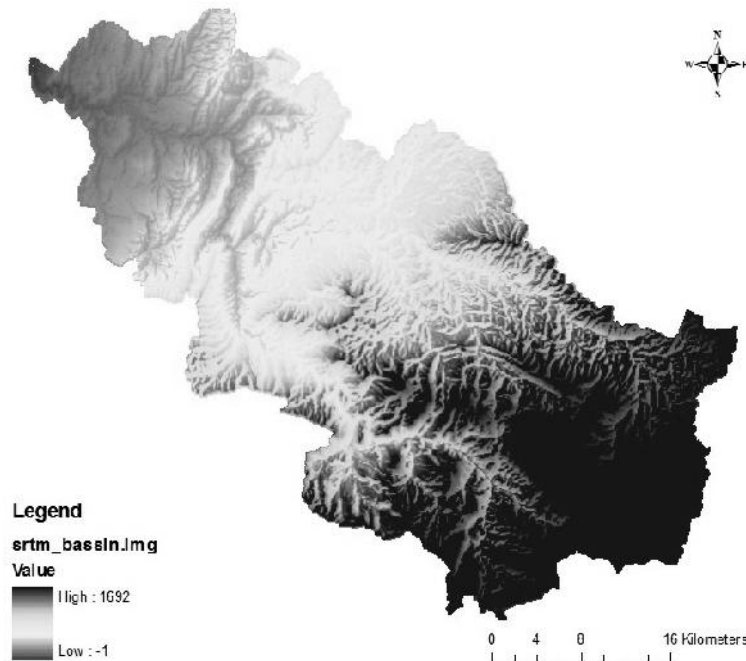 N
W E
S
Legend
srtm_bassin.img
Value
High : 1692
Low : -1
0 4 8 16 Kilometers